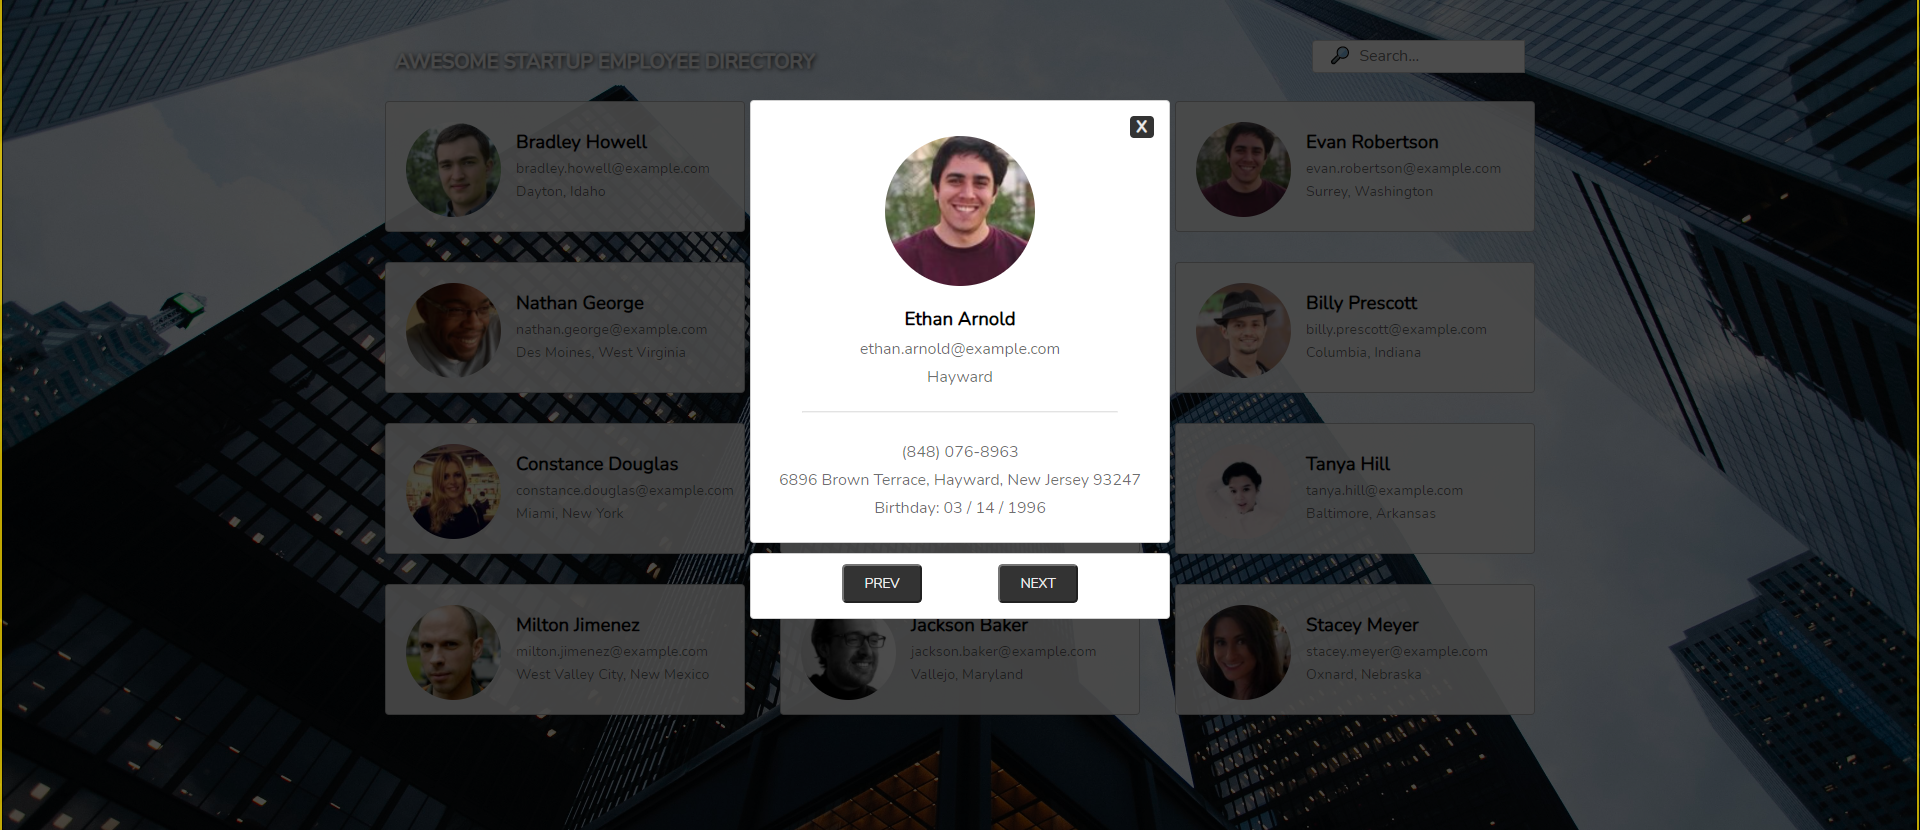 AWESOME STARTUP EMPLOYEE DIRECTORY
Search...
Bradley Howell
bradley.howell@example.com
Dayton, Idaho
Evan Robertson
evan.robertson@example.com
Surrey, Washington
Nathan George
nathan.george@example.com
Des Moines, West Virginia
Billy Prescott
billy.prescott@example.com
Columbia, Indiana
Constance Douglas
constance.douglas@example.com
Miami, New York
Tanya Hill
tanya.hill@example.com
Baltimore, Arkansas
Milton Jimenez
milton.jimenez@example.com
West Valley City, New Mexico
Jackson Baker
jackson.baker@example.com
Vallejo, Maryland
Stacey Meyer
stacey.meyer@example.com
Oxnard, Nebraska
X
Ethan Arnold
ethan.arnold@example.com
Hayward
(848) 076-8963
6896 Brown Terrace, Hayward, New Jersey 93247
Birthday: 03 / 14 / 1996
PREV
NEXT